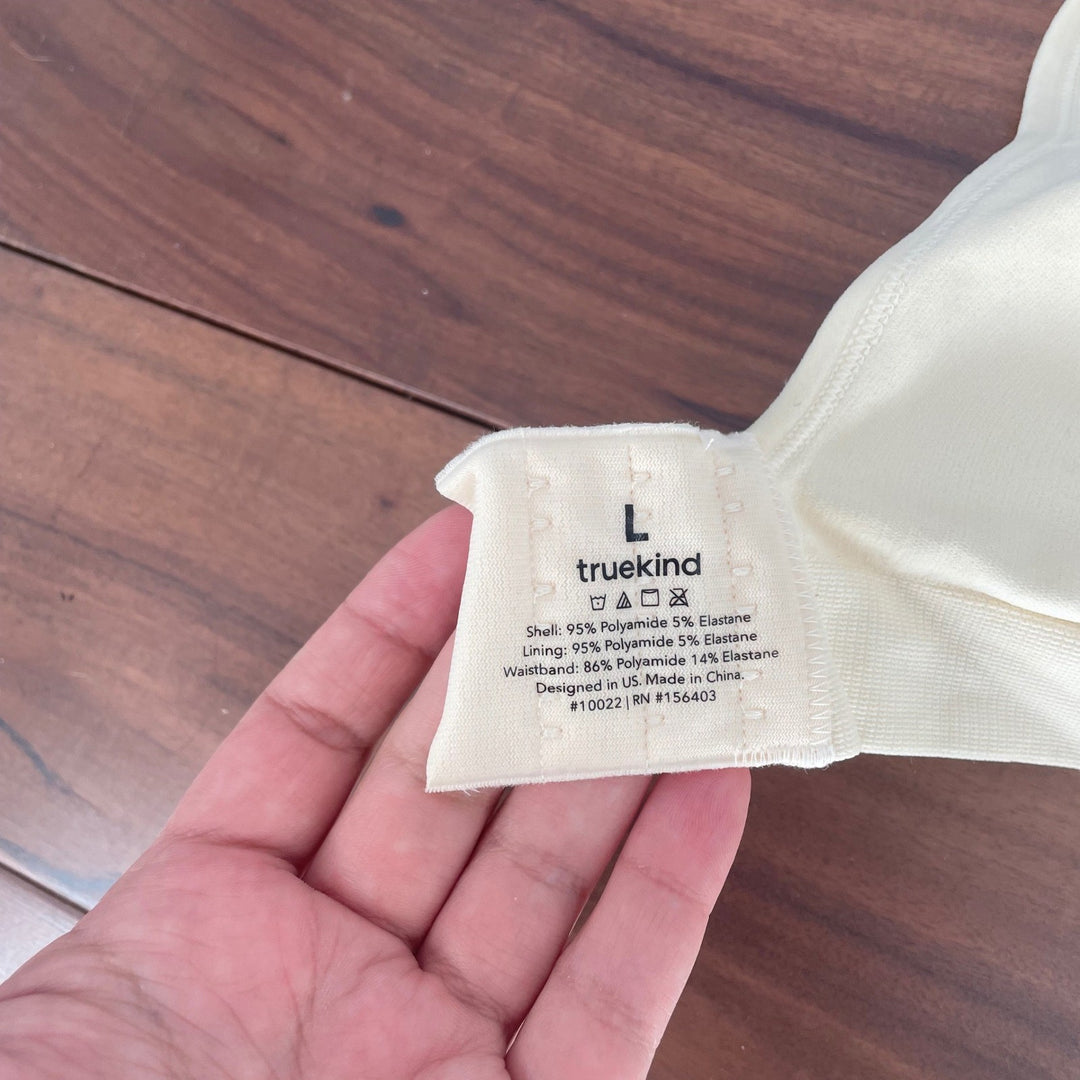 L
truekind
Shell: 95% Polyamide 5% Elastane
Lining: 95% Polyamide 5% Elastane
Waistband: 86% Polyamide 14% Elastane
Designed in US. Made in China.
#10022 | RN #156403